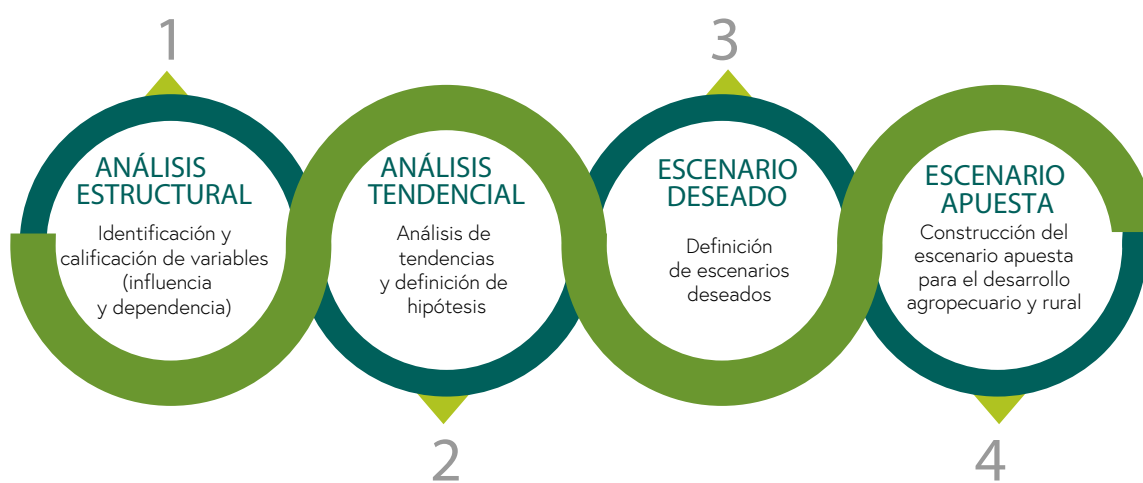 1
ANÁLISIS
ESTRUCTURAL
Identificación y
calificación de variables
(influencia
y dependencia)
2
ANÁLISIS
TENDENCIAL
Análisis de
tendencias
y definición de
hipótesis
3
ESCENARIO
DESEADO
Definición
de escenarios
deseados
4
ESCENARIO
APUESTA
Construcción del
escenario apuesta
para el desarrollo
agropecuario y rural